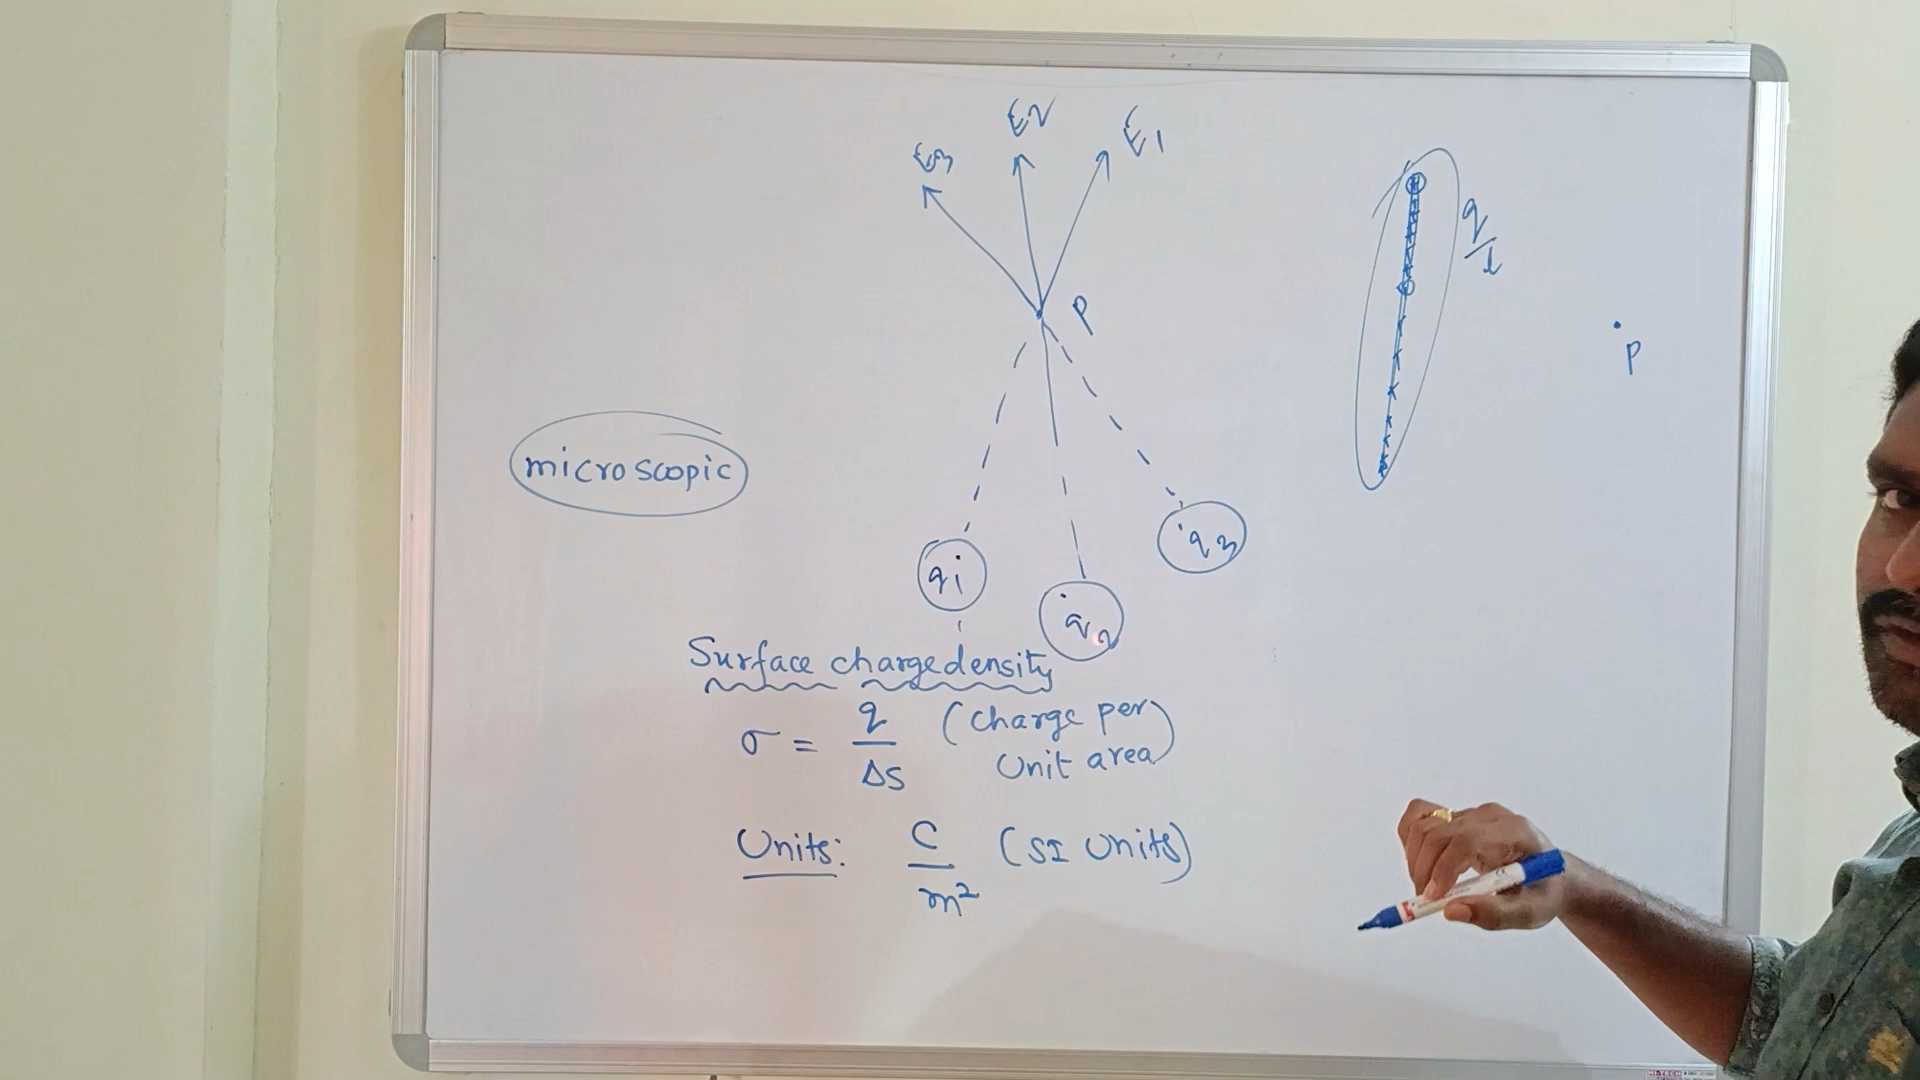 E3
E2
E1
P
q
l
P
microscopic
q1
q2
q3
Surface charge density
σ = q/ΔS (Charge per Unit area)
Units: C/m² (SI Units)